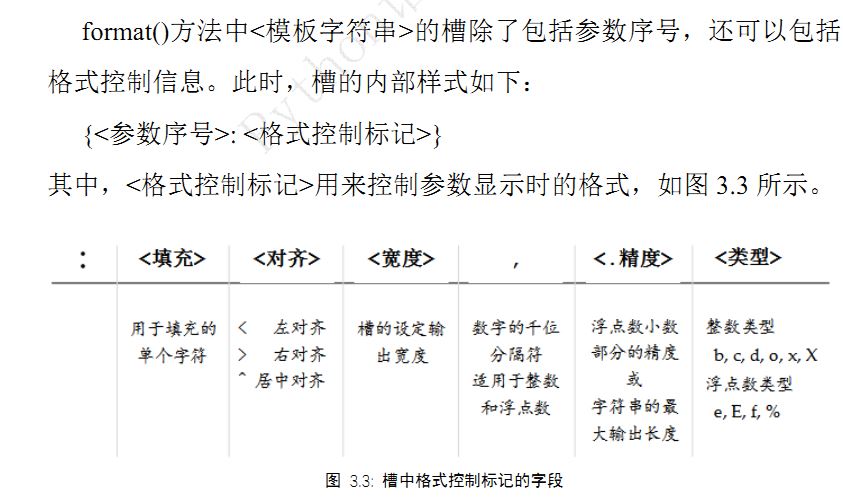 format()方法中<模板字符串>的槽除了包括参数序号，还可以包括
格式控制信息。此时，槽的内部样式如下：
{<参数序号>: <格式控制标记>}
其中，<格式控制标记>用来控制参数显示时的格式，如图 3.3 所示。
： <填充> <对齐> <宽度> , <.精度> <类型>
用于填充的
单个字符
< 左对齐
> 右对齐
^ 居中对齐
槽的设定输
出宽度
数字的千位
分隔符
适用于整数
和浮点数
浮点数小数
部分的精度
或
字符串的最
大输出长度
整数类型
b, c, d, o, x, X
浮点数类型
e, E, f, %
图 3.3: 槽中格式控制标记的字段